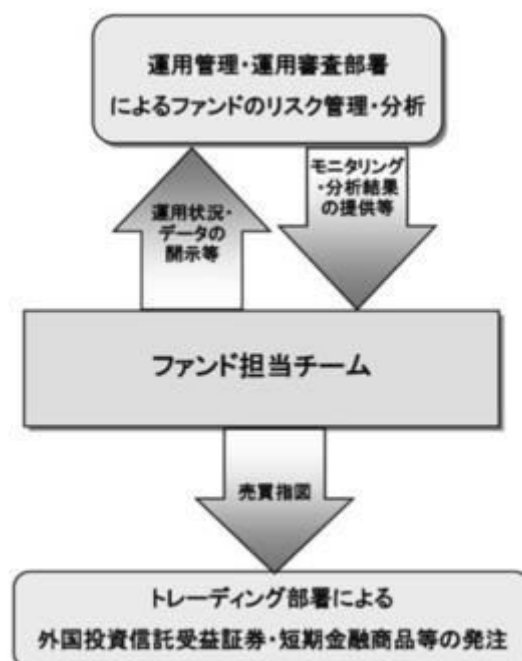 運用管理・運用審査部署
によるファンドのリスク管理・分析
運用状況・
データの
開示等
モニタリング
・分析結果
の提供等
ファンド担当チーム
売買指図
トレーディング部署による
外国投資信託受益証券・短期金融商品等の発注